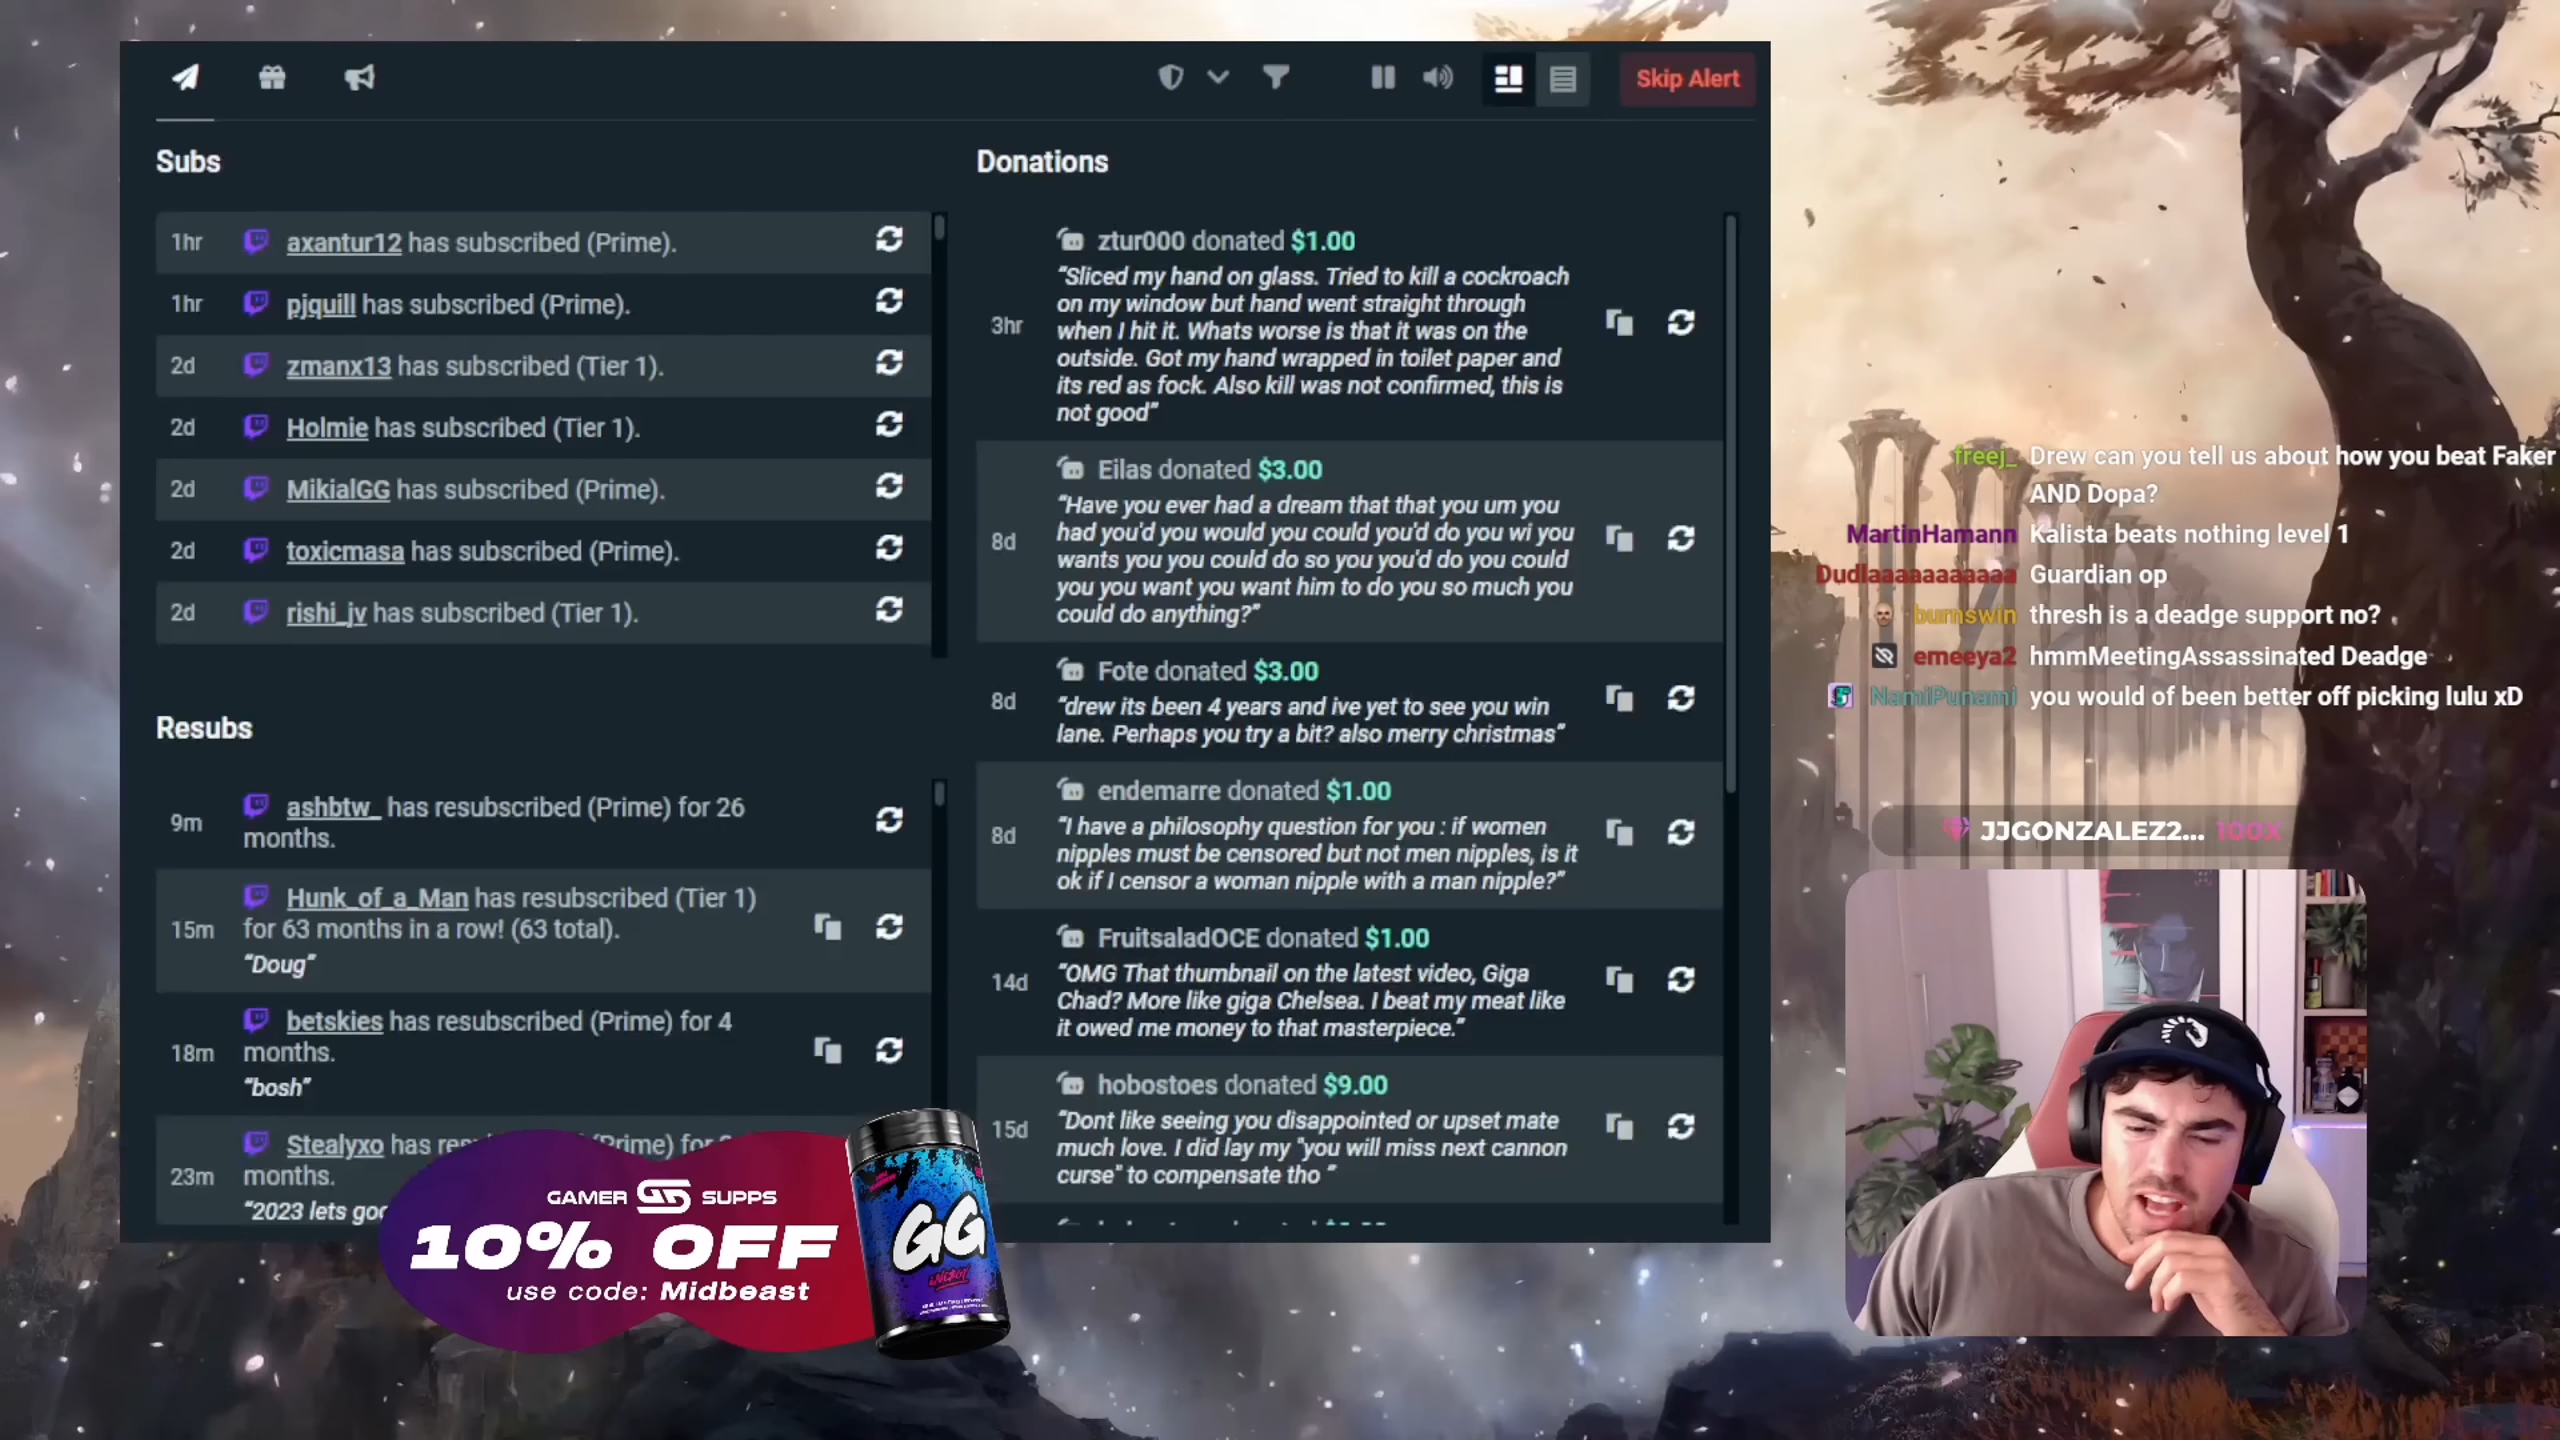 Skip Alert
Subs
1hr axantur12 has subscribed (Prime).
1hr pjquill has subscribed (Prime).
2d zmanx13 has subscribed (Tier 1).
2d Holmie has subscribed (Tier 1).
2d MikialGG has subscribed (Prime).
2d toxicmasa has subscribed (Prime).
2d rishi_jv has subscribed (Tier 1).
Resubs
9m ashbtw_ has resubscribed (Prime) for 26
months.
15m Hunk_of_a_Man has resubscribed (Tier 1)
for 63 months in a row! (63 total).
“Doug”
18m betskies has resubscribed (Prime) for 4
months.
“bosh”
23m Stealyxo has (Prime) for
months.
“2023 lets
Donations
ztur000 donated $1.00
3hr
“Sliced my hand on glass. Tried to kill a cockroach
on my window but hand went straight through
when I hit it. Whats worse is that it was on the
outside. Got my hand wrapped in toilet paper and
its red as fock. Also kill was not confirmed, this is
not good”
Eilas donated $3.00
8d
“Have you ever had a dream that that you um you
had you'd you would you could you'd do you wi you
wants you you could do so you you'd do you could
you you want you want him to do you so much you
could do anything?”
Fote donated $3.00
8d
“drew its been 4 years and ive yet to see you win
lane. Perhaps you try a bit? also merry christmas”
endemarre donated $1.00
8d
“I have a philosophy question for you : if women
nipples must be censored but not men nipples, is it
ok if I censor a woman nipple with a man nipple?”
FruitsaladOCE donated $1.00
14d
“OMG That thumbnail on the latest video, Giga
Chad? More like giga Chelsea. I beat my meat like
it owed me money to that masterpiece.”
hobostoes donated $9.00
15d
“Dont like seeing you disappointed or upset mate
much love. I did lay my "you will miss next cannon
curse" to compensate tho ”
GAMER SUPPS
10% OFF
use code: Midbeast
GG
freej_ Drew can you tell us about how you beat Faker
AND Dopa?
MartinHamann Kalista beats nothing level 1
Dudlaaaaaaaaaaa Guardian op
burnswin thresh is a deadge support no?
emeeya2 hmmMeetingAssassinated Deadge
NamiPunami you would of been better off picking lulu xD
JJGONZALEZ2... 100X